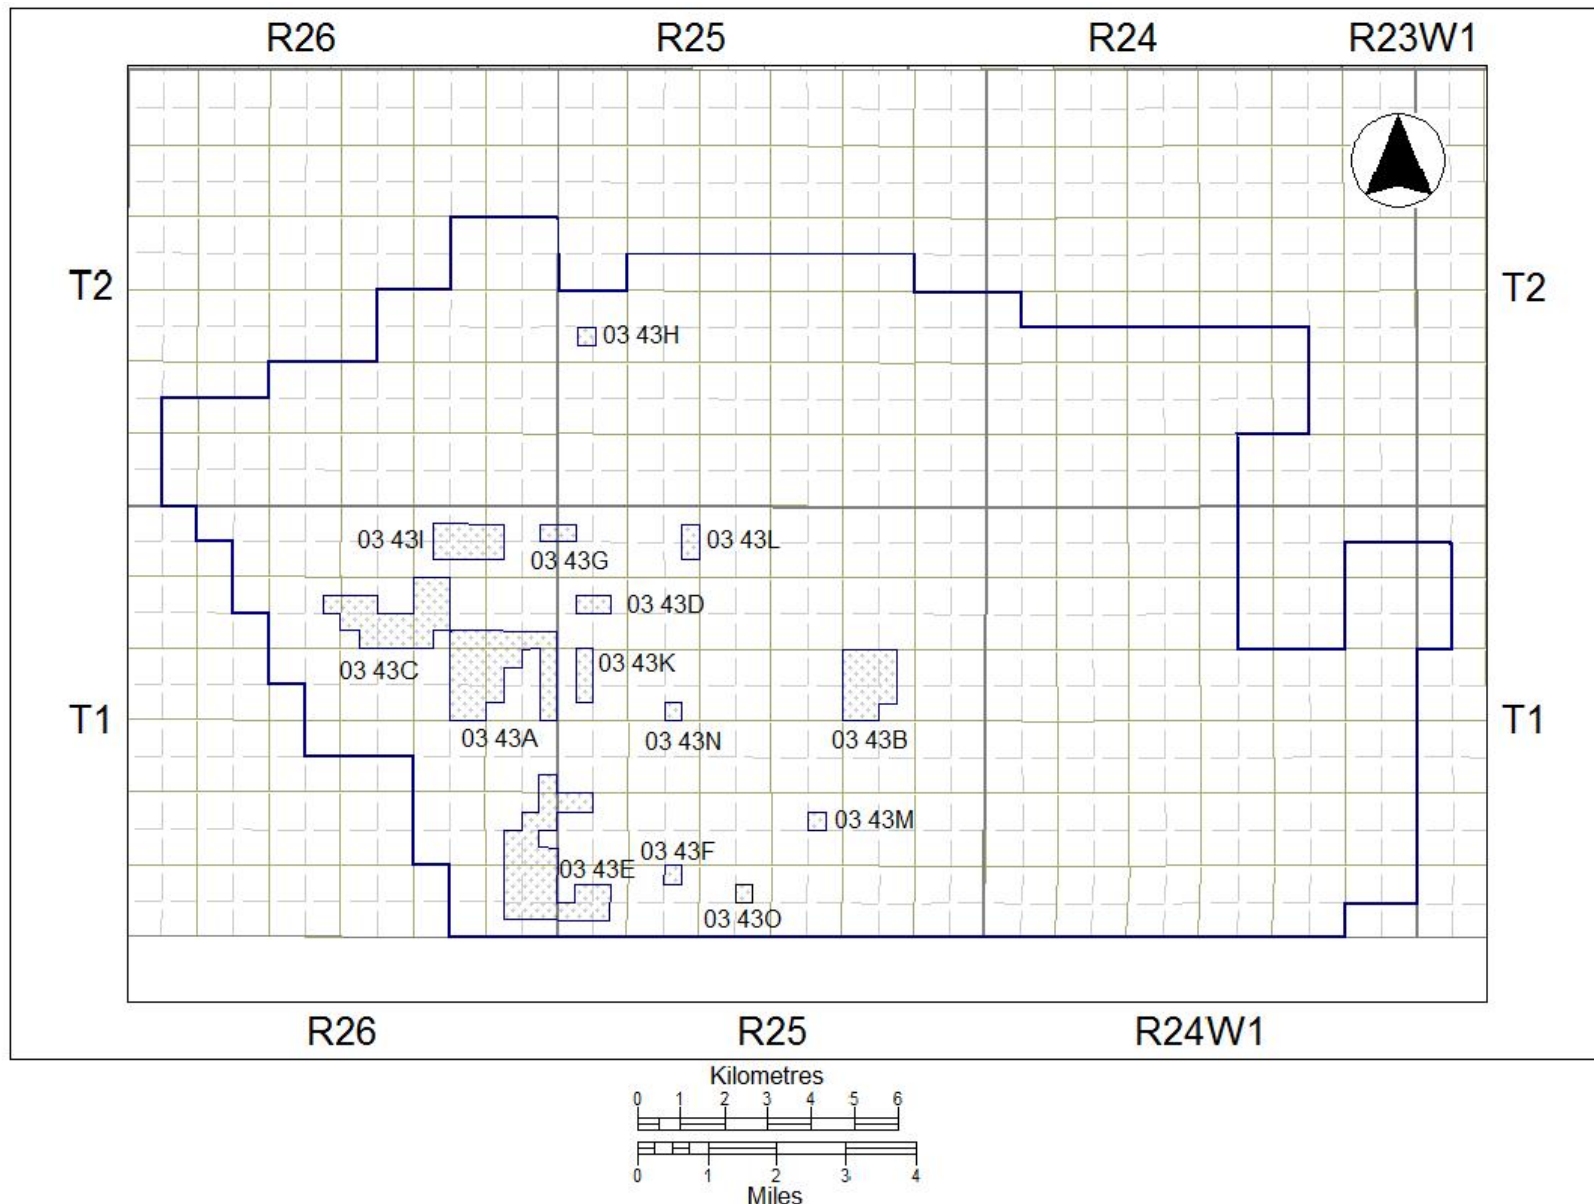 R26 R25 R24 R23W1
T2 T2
03 43H
03 43I 03 43G 03 43L
03 43D
03 43C 03 43K
T1 T1
03 43A 03 43N 03 43B
03 43M
03 43E 03 43F
03 43O
R26 R25 R24W1
Kilometres
0 1 2 3 4 5 6
0 1 2 3 4
Miles